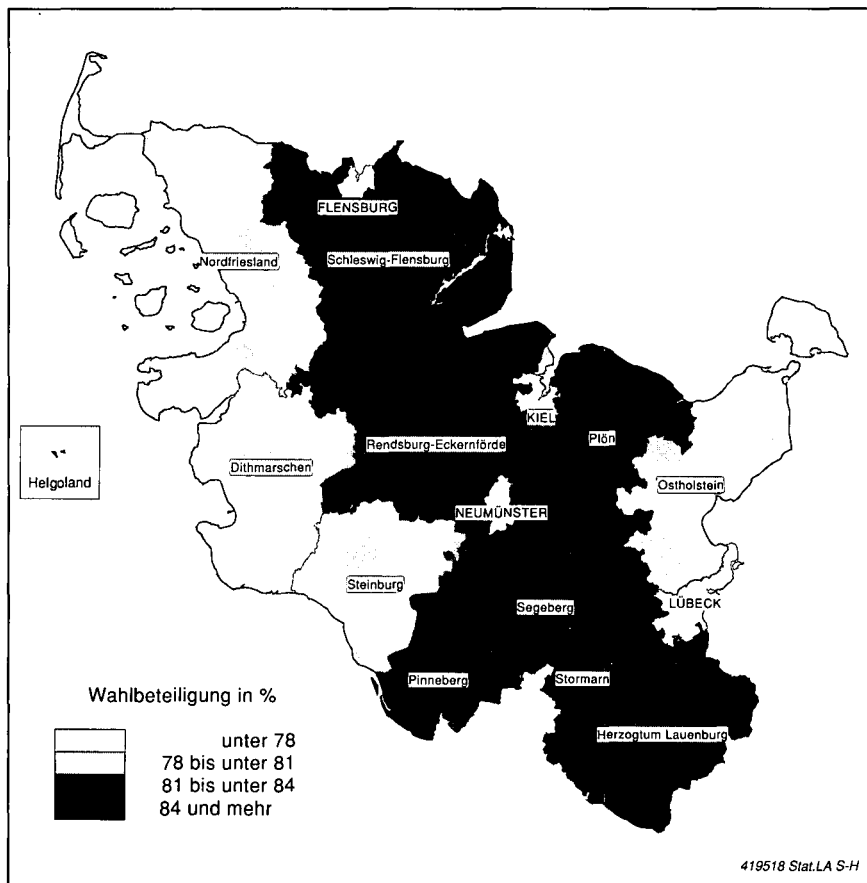 FLENSBURG
Nordfriesland
Schleswig-Flensburg
KIEL
Rendsburg-Eckernförde
Plön
Dithmarschen
Helgoland
Ostholstein
NEUMÜNSTER
Steinburg
LÜBECK
Segeberg
Pinneberg
Stormarn
Herzogtum Lauenburg
Wahlbeteiligung in %
unter 78
78 bis unter 81
81 bis unter 84
84 und mehr
419518 Stat.LA S-H